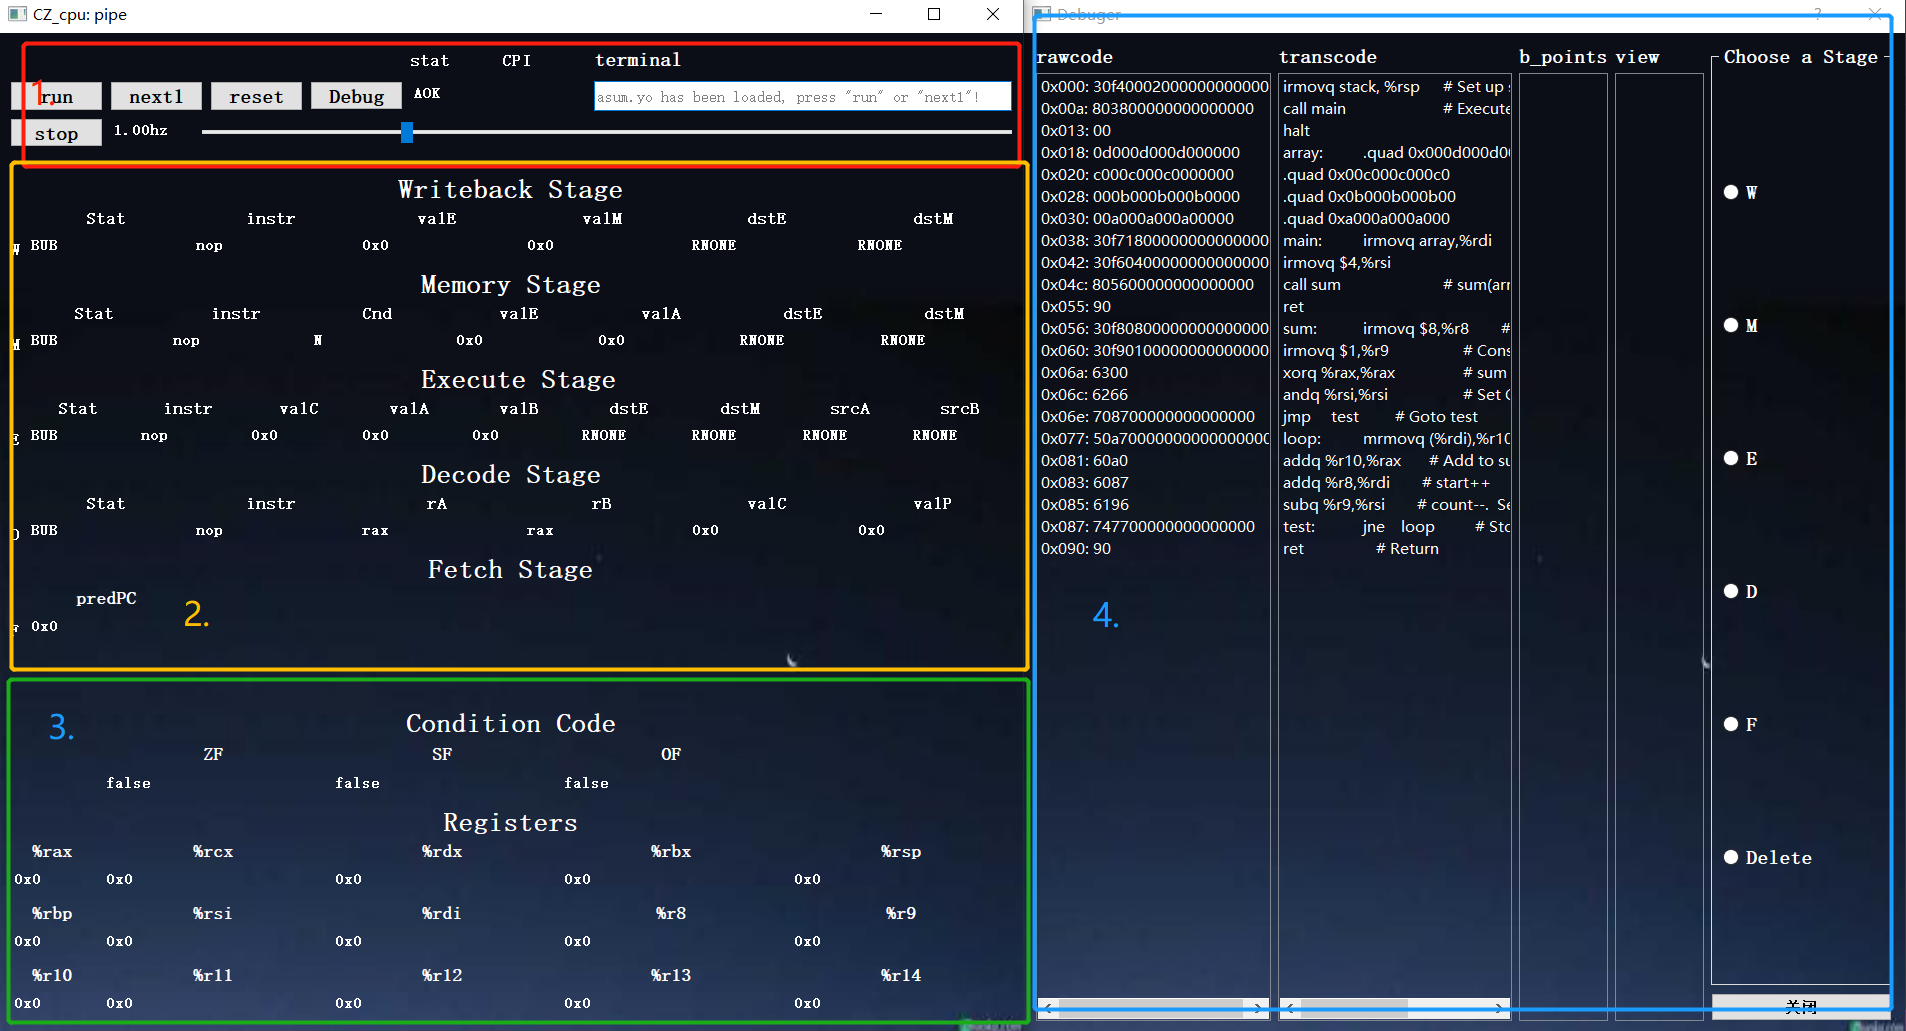 CZ_cpu: pipe
stat CPI terminal
1.
run next1 reset Debug AOK asum.yo has been loaded, press "run" or "next1"!
stop 1.00hz
Writeback Stage
Stat instr valE valM dstE dstM
W BUB nop 0x0 0x0 RNONE RNONE
Memory Stage
Stat instr Cnd valE valA dstE dstM
M BUB nop N 0x0 0x0 RNONE RNONE
Execute Stage
Stat instr valC valA valB dstE dstM srcA srcB
E BUB nop 0x0 0x0 0x0 RNONE RNONE RNONE RNONE
Decode Stage
Stat instr rA rB valC valP
D BUB nop rax rax 0x0 0x0
Fetch Stage
predPC
2.
F 0x0
3.
Condition Code
ZF SF OF
false false false
Registers
%rax %rcx %rdx %rbx %rsp
0x0 0x0 0x0 0x0 0x0
%rbp %rsi %rdi %r8 %r9
0x0 0x0 0x0 0x0 0x0
%r10 %r11 %r12 %r13 %r14
0x0 0x0 0x0 0x0 0x0
Debuger ?
rawcode transcode b_points view Choose a Stage
0x000: 30f40002000000000000 irmovq stack, %rsp # Set up
0x00a: 803800000000000000 call main # Execute
0x013: 00 halt
0x018: 0d000d000d000000 array: .quad 0x000d000d0
0x020: c000c000c0000000 .quad 0x00c000c000c0
0x028: 000b000b000b0000 .quad 0x0b000b000b00
0x030: 00a000a000a00000 .quad 0xa000a000a000
0x038: 30f71800000000000000 main: irmovq array,%rdi
0x042: 30f60400000000000000 irmovq $4,%rsi
0x04c: 805600000000000000 call sum # sum(arr
0x055: 90 ret
0x056: 30f80800000000000000 sum: irmovq $8,%r8 #
0x060: 30f90100000000000000 irmovq $1,%r9 # Cons
0x06a: 6300 xorq %rax,%rax # sum
0x06c: 6266 andq %rsi,%rsi # Set
0x06e: 708700000000000000 jmp test # Goto test
0x077: 50a70000000000000000 loop: mrmovq (%rdi),%r10
0x081: 60a0 addq %r10,%rax # Add to su
0x083: 6087 addq %r8,%rdi # start++
0x085: 6196 subq %r9,%rsi # count--. Se
0x087: 747700000000000000 test: jne loop # Sto
0x090: 90 ret # Return
4.
W
M
E
D
F
Delete
关闭